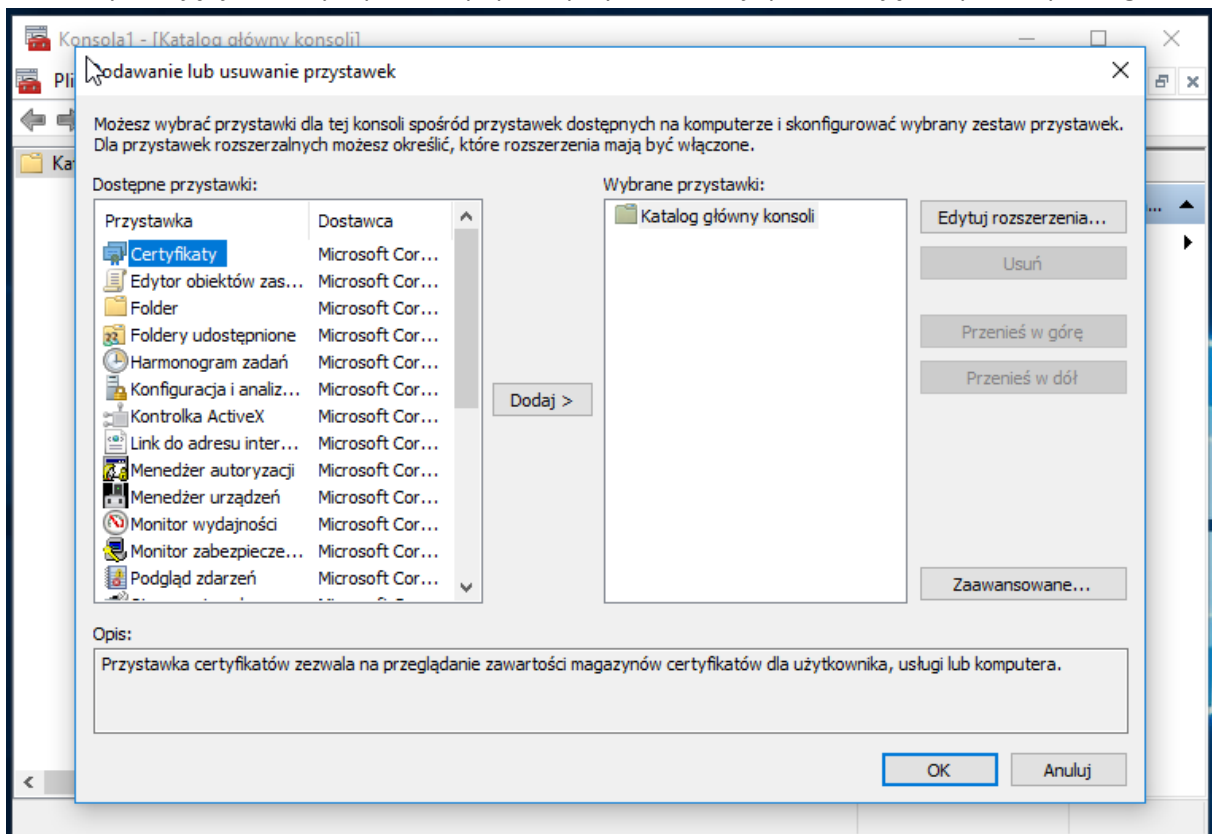 Konsola1 - [Katalog główny konsoli]
Dodawanie lub usuwanie przystawek
Pli
Możesz wybrać przystawki dla tej konsoli spośród przystawek dostępnych na komputerze i skonfigurować wybrany zestaw przystawek.
Dla przystawek rozszerzalnych możesz określić, które rozszerzenia mają być włączone.
Ka
Dostępne przystawki:
Wybrane przystawki:
Przystawka Dostawca
Katalog główny konsoli
Edytuj rozszerzenia...
Certyfikaty Microsoft Cor...
Usuń
Edytor obiektów zas... Microsoft Cor...
Folder Microsoft Cor...
Foldery udostępnione Microsoft Cor...
Przenieś w górę
Harmonogram zadań Microsoft Cor...
Przenieś w dół
Konfiguracja i analiz... Microsoft Cor...
Dodaj >
Kontrolka ActiveX Microsoft Cor...
Link do adresu inter... Microsoft Cor...
Menedżer autoryzacji Microsoft Cor...
Menedżer urządzeń Microsoft Cor...
Monitor wydajności Microsoft Cor...
Monitor zabezpiecze... Microsoft Cor...
Podgląd zdarzeń Microsoft Cor...
Zaawansowane...
Opis:
Przystawka certyfikatów zezwala na przeglądanie zawartości magazynów certyfikatów dla użytkownika, usługi lub komputera.
OK
Anuluj